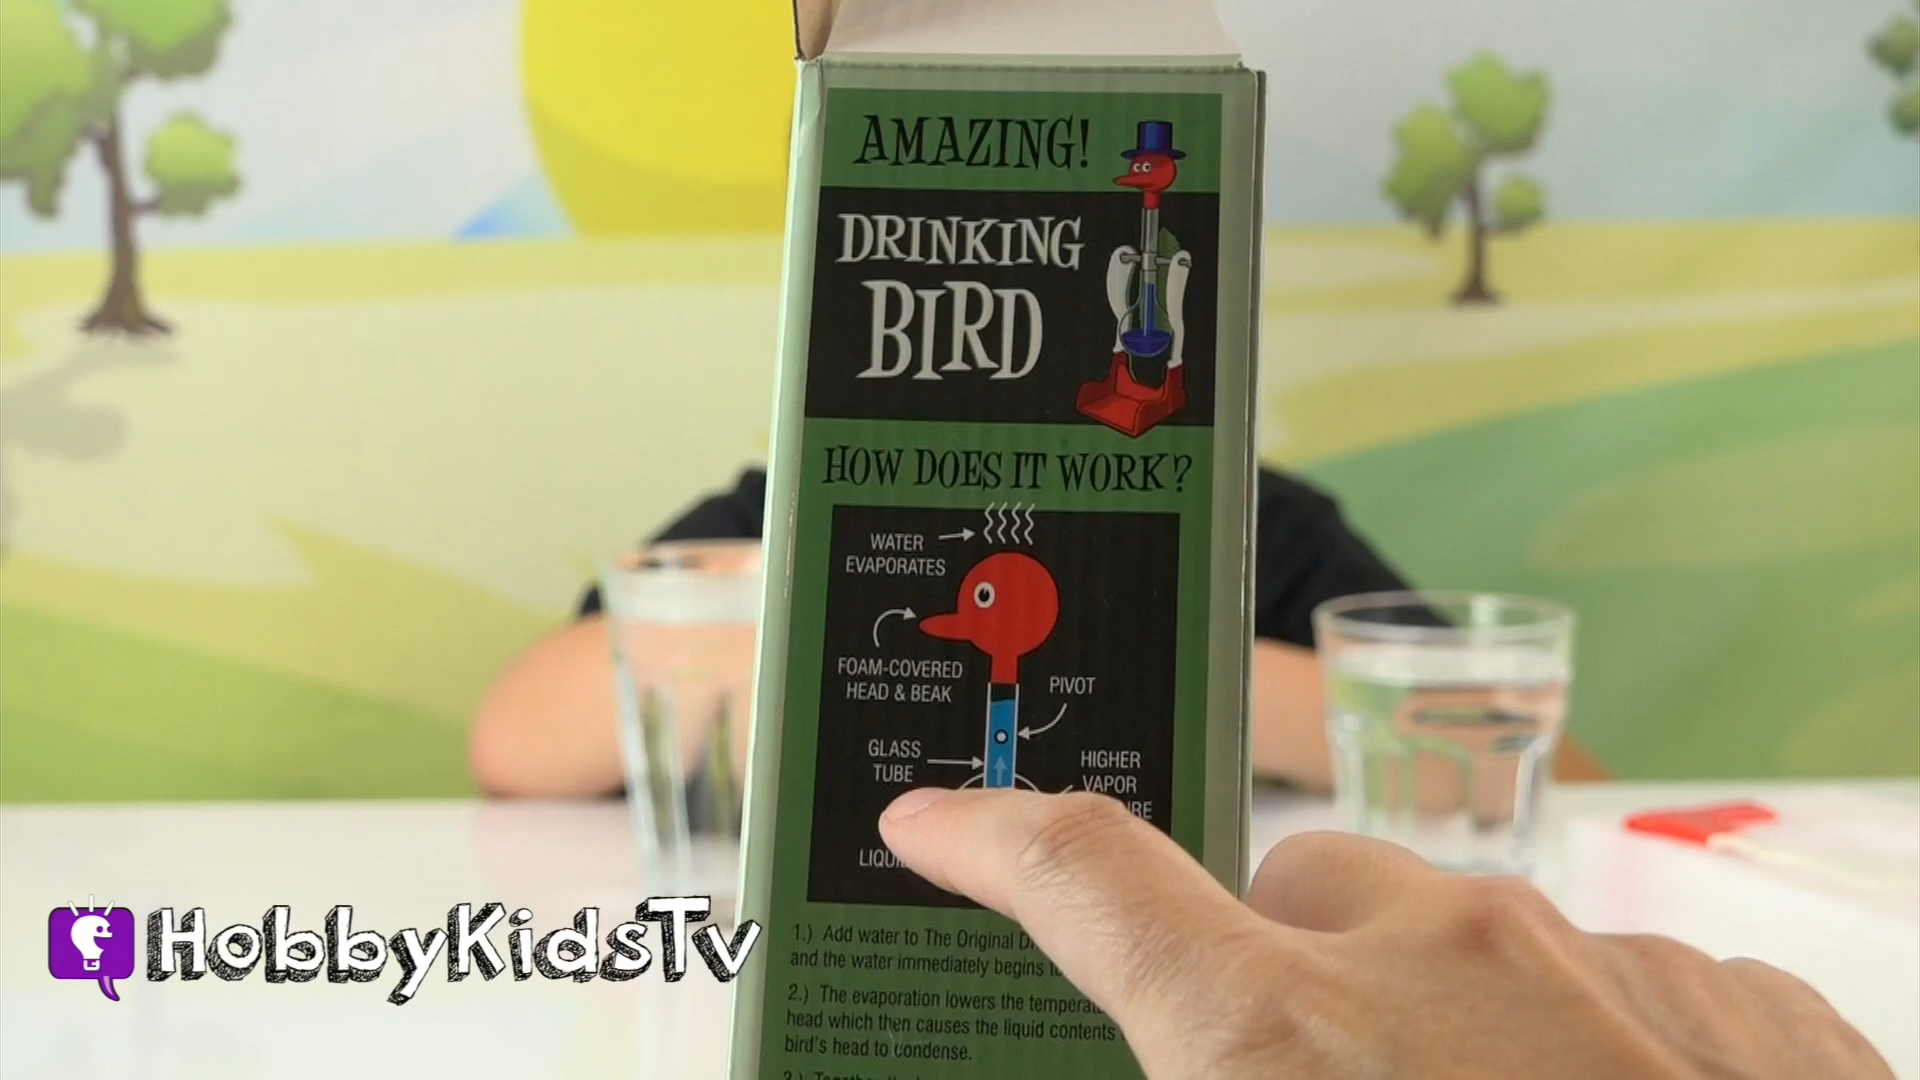 AMAZING!
DRINKING
BIRD
HOW DOES IT WORK?
WATER
EVAPORATES
FOAM-COVERED
HEAD & BEAK
PIVOT
GLASS
TUBE
HIGHER
VAPOR
1.) Add water to The Original
and the water immediately begins
2.) The evaporation lowers the
head which then causes the liquid contents
bird's head to condense.
HobbyKidsTv